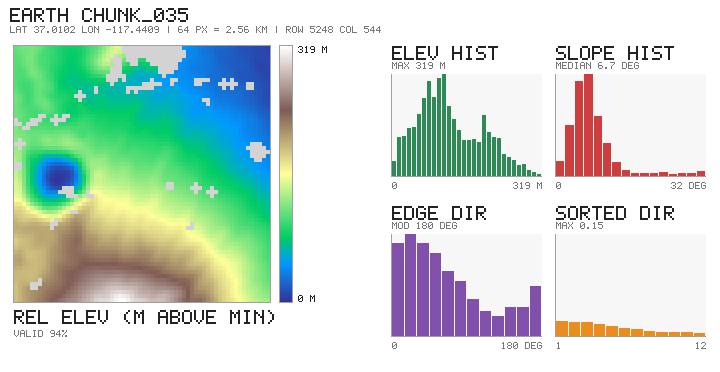 EARTH CHUNK_035
LAT 37.0102 LON -117.4409 | 64 PX = 2.56 KM | ROW 5248 COL 544
319 M
0 M
REL ELEV (M ABOVE MIN)
VALID 94%
ELEV HIST
MAX 319 M
0 319 M
SLOPE HIST
MEDIAN 6.7 DEG
0 32 DEG
EDGE DIR
MOD 180 DEG
0 180 DEG
SORTED DIR
MAX 0.15
1 12